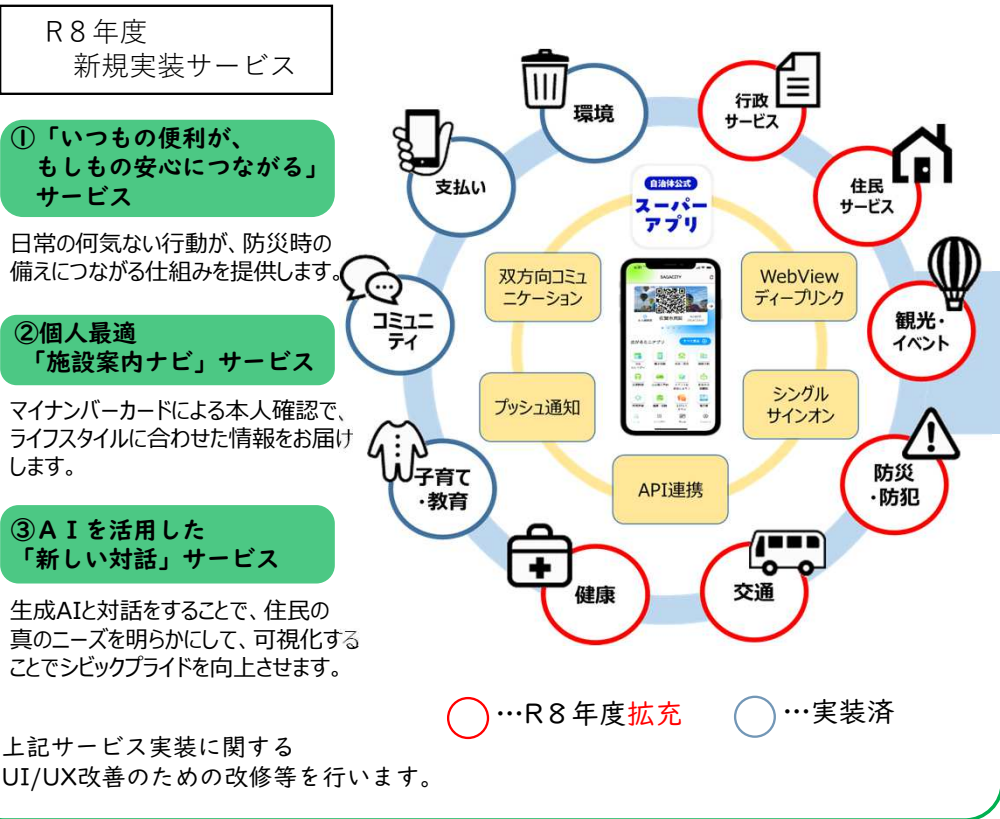 R８年度
新規実装サービス
①「いつもの便利が、
もしもの安心につながる」
サービス
日常の何気ない行動が、防災時の
備えにつながる仕組みを提供します。
②個人最適
「施設案内ナビ」サービス
マイナンバーカードによる本人確認で、
ライフスタイルに合わせた情報をお届け
します。
③ＡＩを活用した
「新しい対話」サービス
生成AIと対話をすることで、住民の
真のニーズを明らかにして、可視化する
ことでシビックプライドを向上させます。
上記サービス実装に関する
UI/UX改善のための改修等を行います。
環境
行政
サービス
支払い
住民
サービス
自治体公式
スーパー
アプリ
双方向コミュ
ニケーション
WebView
ディープリンク
SAGACITY
コミュニ
ティ
観光・
イベント
プッシュ通知
シングル
サインオン
子育て
・教育
防災
・防犯
API連携
健康
交通
…R８年度拡充
…実装済